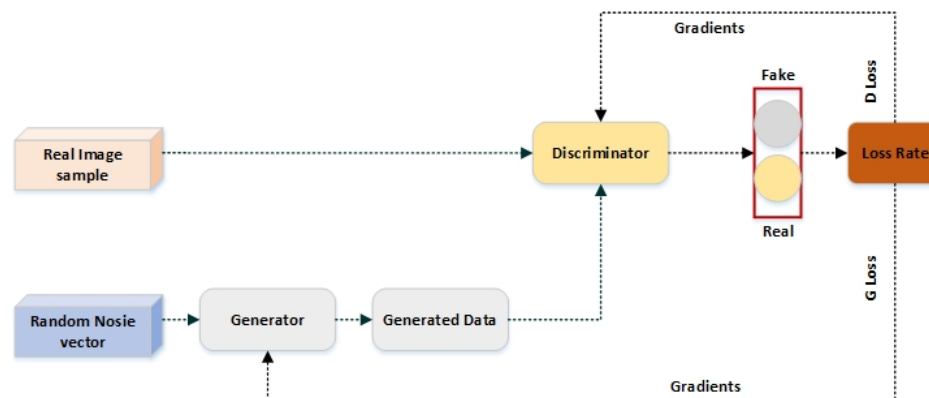 Gradients
Fake
D Loss
Real Image
sample
Discriminator
Loss Rate
Real
G Loss
Random Nosie
vector
Generator
Generated Data
Gradients